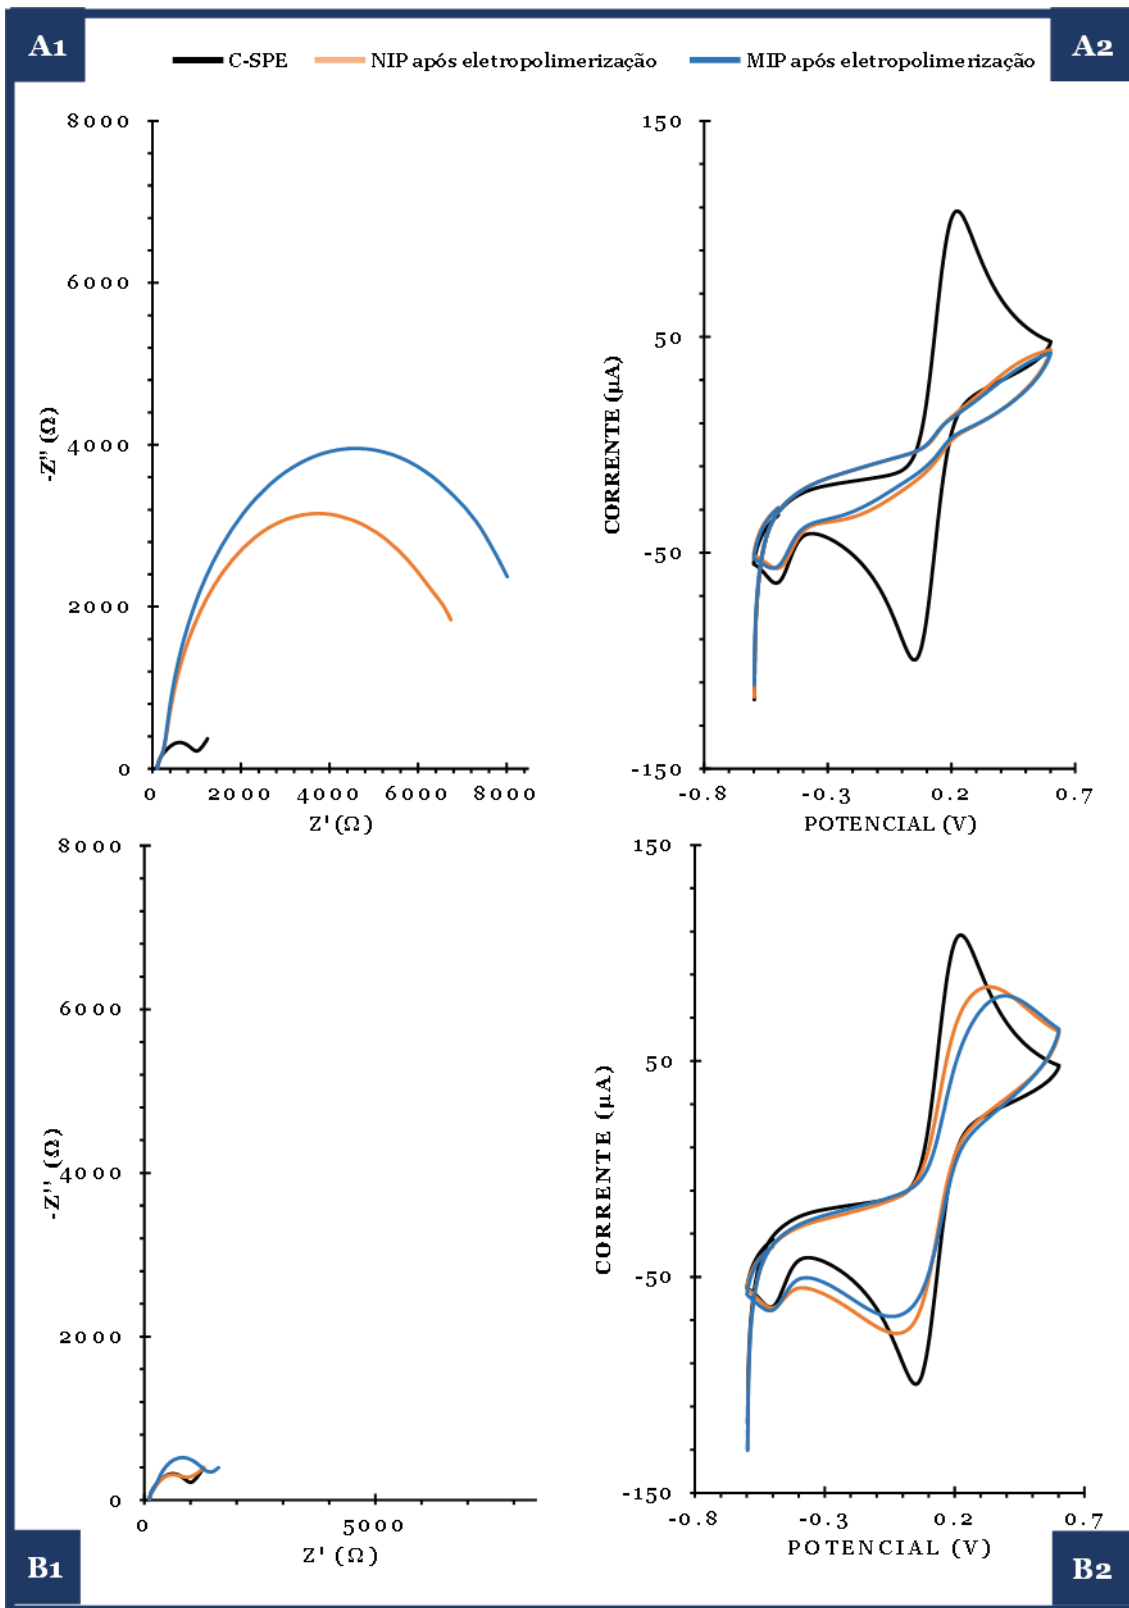 A1
A2
C-SPE NIP após eletropolimerização MIP após eletropolimerização
8000
6000
4000
2000
0
-Z'' (Ω)
0 2000 4000 6000 8000
Z' (Ω)
150
50
-50
-150
CORRENTE (µA)
-0.8 -0.3 0.2 0.7
POTENCIAL (V)
8000
6000
4000
2000
0
-Z'' (Ω)
0 5000
Z' (Ω)
150
50
-50
-150
CORRENTE (µA)
-0.8 -0.3 0.2 0.7
POTENCIAL (V)
B1
B2